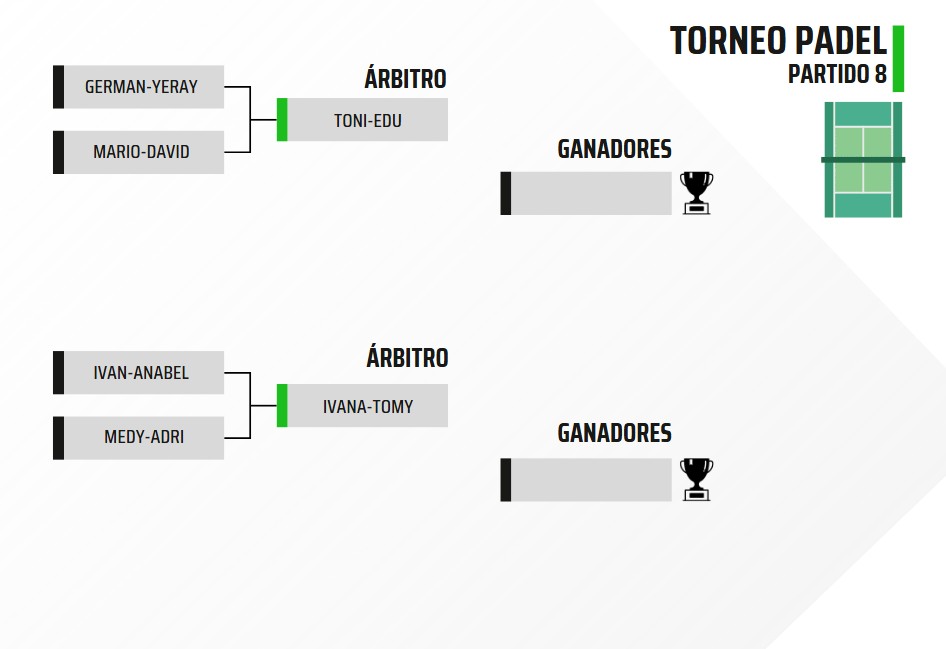 TORNEO PADEL
PARTIDO 8
GERMAN-YERAY
MARIO-DAVID
ÁRBITRO
TONI-EDU
GANADORES
IVAN-ANABEL
MEDY-ADRI
ÁRBITRO
IVANA-TOMY
GANADORES